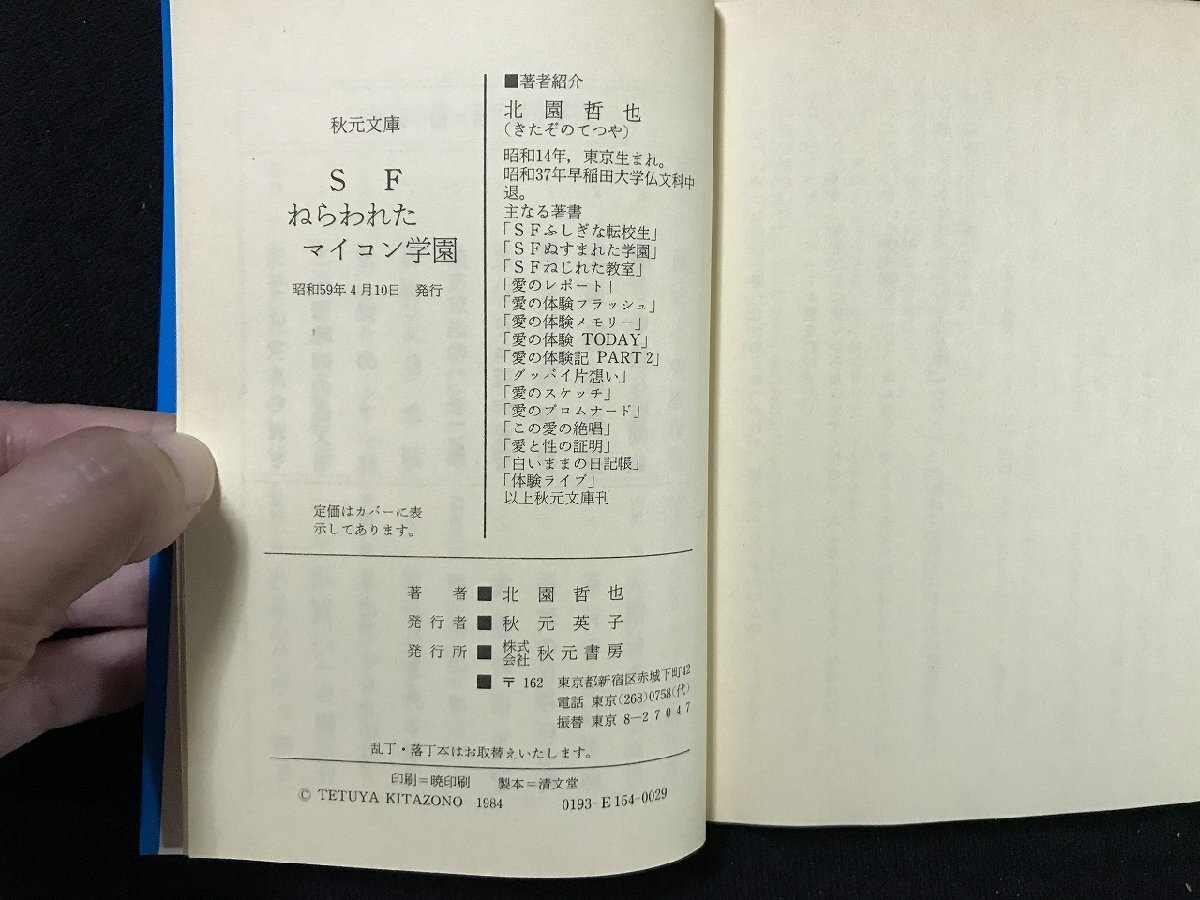 秋元文庫
SF
ねらわれた
マイコン学園
昭和59年4月10日 発行
定価はカバーに表
示してあります。
■著者紹介
北園哲也
(きたぞのてつや)
昭和14年，東京生まれ。
昭和37年早稲田大学仏文科中
退。
主なる著書
「SFふしぎな転校生」
「SFぬすまれた学園」
「SFねじれた教室」
「愛のレポート」
「愛の体験フラッシュ」
「愛の体験メモリー」
「愛の体験 TODAY」
「愛の体験記 PART2」
「グッバイ片想い」
「愛のスケッチ」
「愛のプロムナード」
「この愛の絶唱」
「愛と性の証明」
「白いままの日記帳」
「体験ライブ」
以上秋元文庫刊
著者■北園哲也
発行者■秋元英子
発行所■株式会社秋元書房
■〒162 東京都新宿区赤城下町42
電話 東京(268)0758(代)
振替 東京 8-27047
乱丁・落丁本はお取替えいたします。
印刷＝暁印刷 製本＝清文堂
© TETUYA KITAZONO 1984 0193-E154-0029